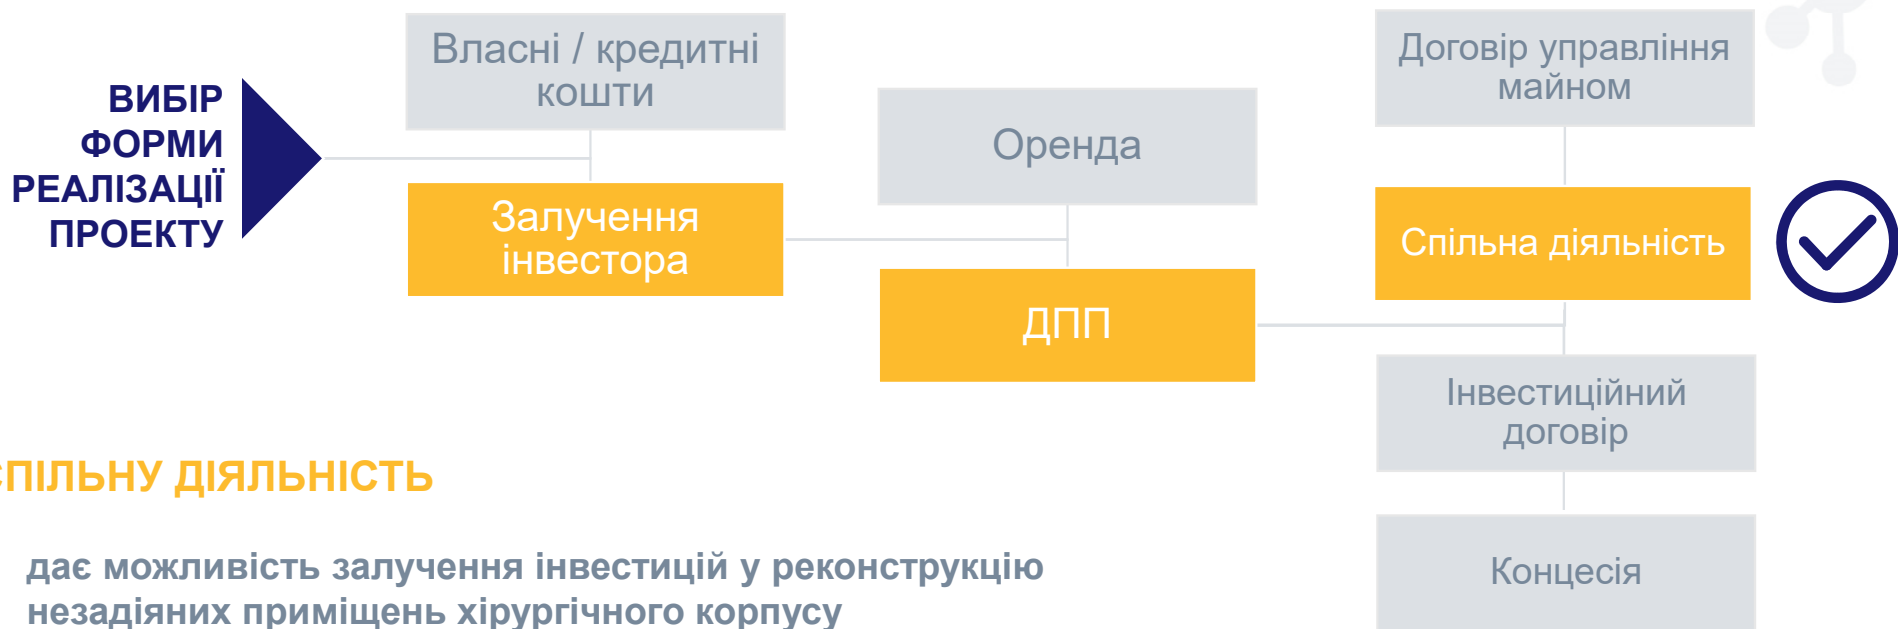 ВИБІР
ФОРМИ
РЕАЛІЗАЦІЇ
ПРОЕКТУ
Власні / кредитні
кошти
Залучення
інвестора
Оренда
ДПП
Договір управління
майном
Спільна діяльність
Інвестиційний
договір
Концесія
СПІЛЬНУ ДІЯЛЬНІСТЬ
дає можливість залучення інвестицій у реконструкцію
незадіяних приміщень хірургічного корпусу